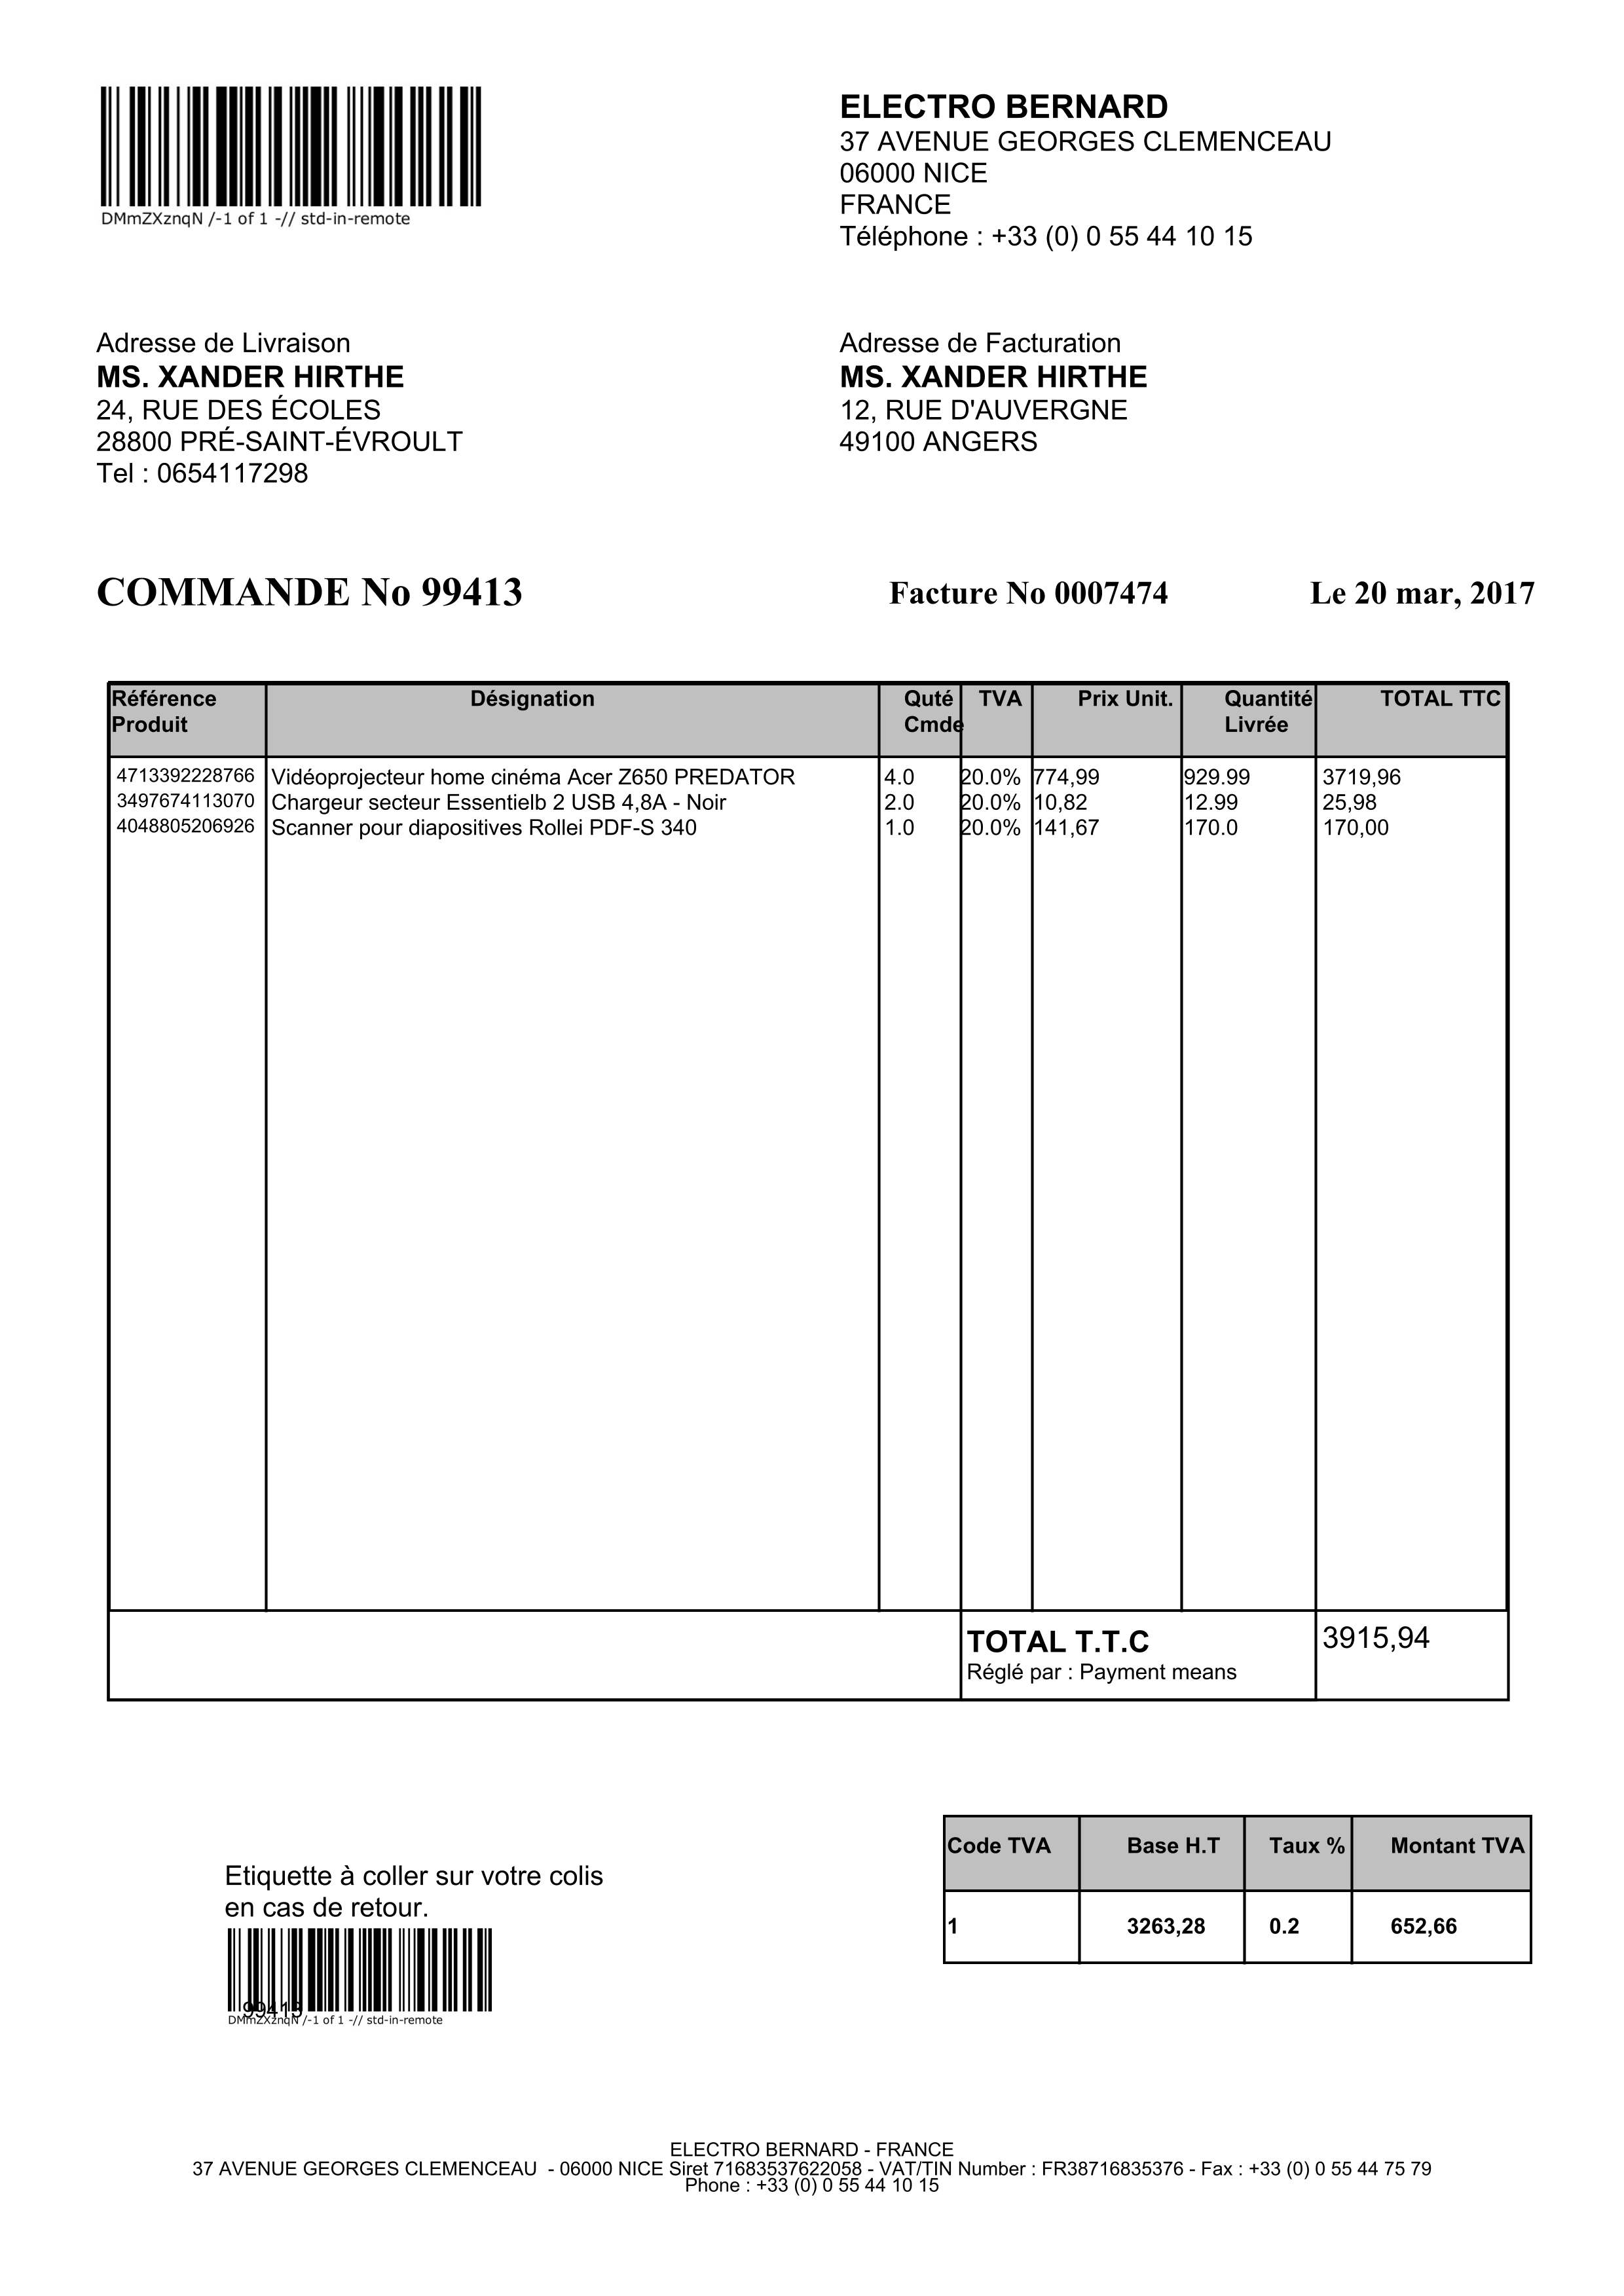 DMmZXznqN /-1 of 1 -// std-in-remote
ELECTRO BERNARD
37 AVENUE GEORGES CLEMENCEAU
06000 NICE
FRANCE
Téléphone : +33 (0) 0 55 44 10 15
Adresse de Livraison
MS. XANDER HIRTHE
24, RUE DES ÉCOLES
28800 PRÉ-SAINT-ÉVROULT
Tel : 0654117298
Adresse de Facturation
MS. XANDER HIRTHE
12, RUE D'AUVERGNE
49100 ANGERS
COMMANDE No 99413 Facture No 0007474 Le 20 mar, 2017
Référence Produit Désignation Quté Cmde TVA Prix Unit. Quantité Livrée TOTAL TTC
4713392228766 Vidéoprojecteur home cinéma Acer Z650 PREDATOR 4.0 20.0% 774,99 929.99 3719,96
3497674113070 Chargeur secteur Essentielb 2 USB 4,8A - Noir 2.0 20.0% 10,82 12.99 25,98
4048805206926 Scanner pour diapositives Rollei PDF-S 340 1.0 20.0% 141,67 170.0 170,00
TOTAL T.T.C 3915,94
Réglé par : Payment means
Code TVA Base H.T Taux % Montant TVA
1 3263,28 0.2 652,66
Etiquette à coller sur votre colis
en cas de retour.
99413
DMmZXznqN /-1 of 1 -// std-in-remote
ELECTRO BERNARD - FRANCE
37 AVENUE GEORGES CLEMENCEAU - 06000 NICE Siret 71683537622058 - VAT/TIN Number : FR38716835376 - Fax : +33 (0) 0 55 44 75 79
Phone : +33 (0) 0 55 44 10 15